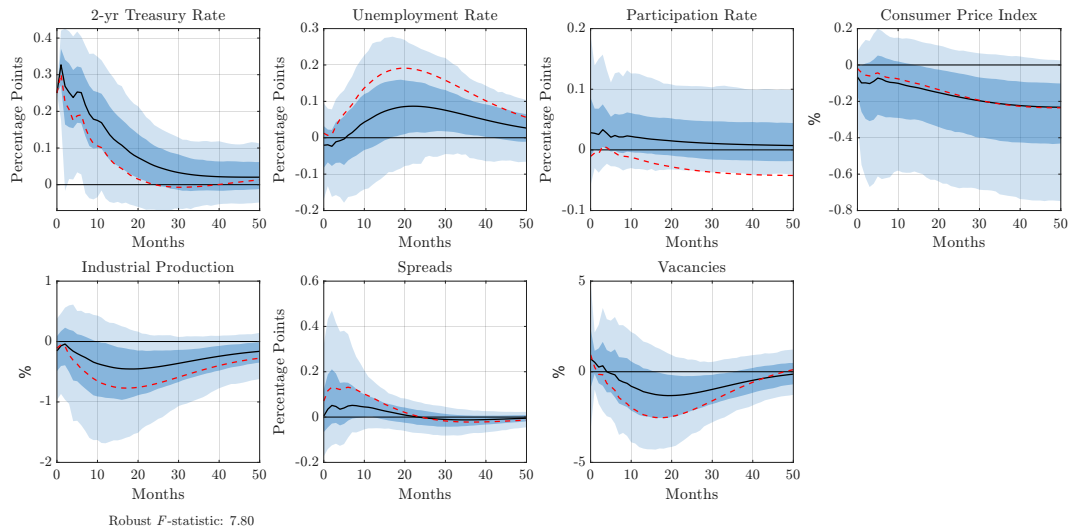 2-yr Treasury Rate
Unemployment Rate
Participation Rate
Consumer Price Index
Percentage Points
0.4
0.3
0.2
0.1
0
0 10 20 30 40 50
Months
Percentage Points
0.3
0.2
0.1
0
-0.1
-0.2
0 10 20 30 40 50
Months
Percentage Points
0.2
0.1
0
-0.1
0 10 20 30 40 50
Months
%
0.2
0
-0.2
-0.4
-0.6
-0.8
0 10 20 30 40 50
Months
Industrial Production
Spreads
Vacancies
%
1
0
-1
-2
0 10 20 30 40 50
Months
Percentage Points
0.6
0.4
0.2
0
-0.2
0 10 20 30 40 50
Months
%
5
0
-5
0 10 20 30 40 50
Months
Robust F-statistic: 7.80